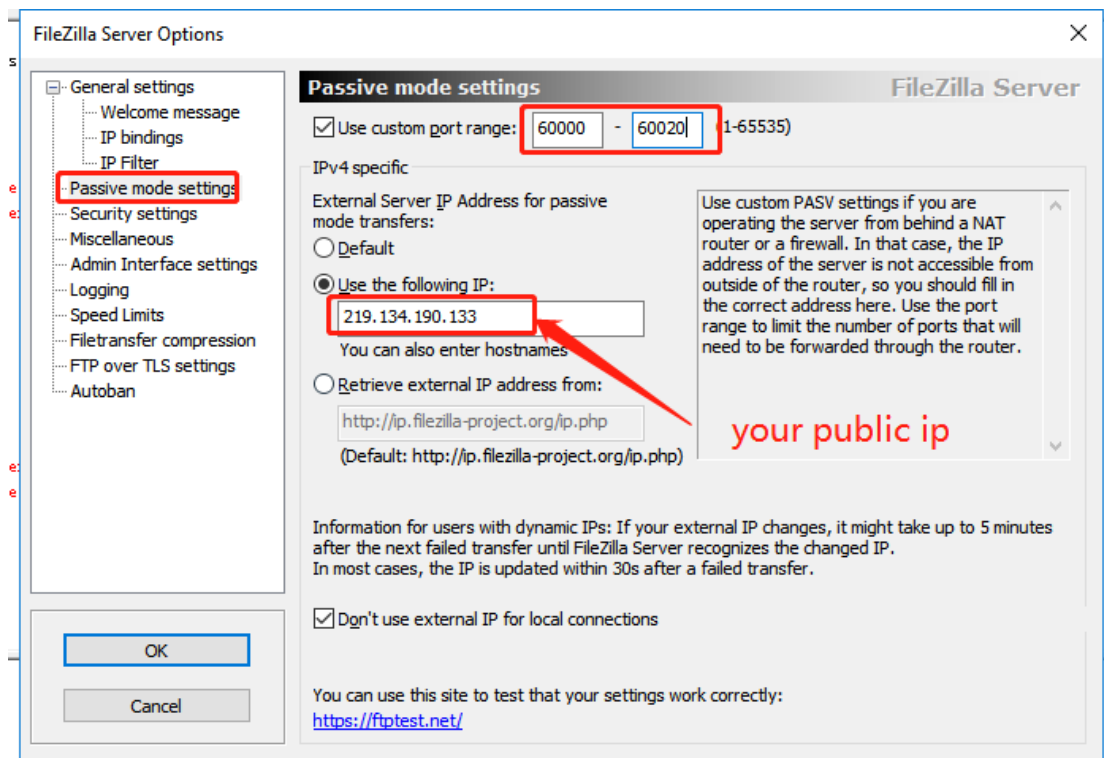 FileZilla Server Options
General settings
Welcome message
IP bindings
IP Filter
Passive mode settings
Security settings
Miscellaneous
Admin Interface settings
Logging
Speed Limits
Filetransfer compression
FTP over TLS settings
Autoban
OK
Cancel
Passive mode settings
FileZilla Server
Use custom port range: 60000 - 60020 1-65535)
IPv4 specific
External Server IP Address for passive
mode transfers:
Default
Use the following IP:
219.134.190.133
You can also enter hostnames
Retrieve external IP address from:
http://ip.filezilla-project.org/ip.php
(Default: http://ip.filezilla-project.org/ip.php)
Use custom PASV settings if you are
operating the server from behind a NAT
router or a firewall. In that case, the IP
address of the server is not accessible from
outside of the router, so you should fill in
the correct address here. Use the port
range to limit the number of ports that will
need to be forwarded through the router.
your public ip
Information for users with dynamic IPs: If your external IP changes, it might take up to 5 minutes
after the next failed transfer until FileZilla Server recognizes the changed IP.
In most cases, the IP is updated within 30s after a failed transfer.
Don't use external IP for local connections
You can use this site to test that your settings work correctly:
https://ftptest.net/